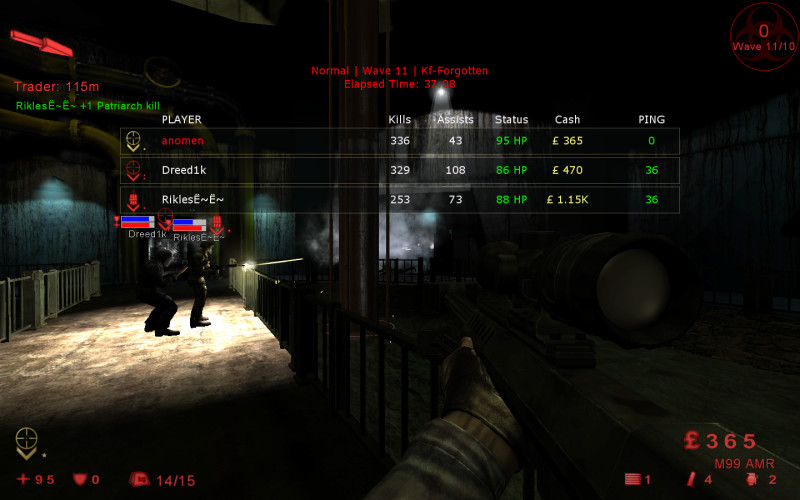 0
Wave 11/10
Normal | Wave 11 | Kf-Forgotten
Elapsed Time: 37:08
Trader: 115m
RiklesË~Ë~ +1 Patriarch kill
PLAYER Kills Assists Status Cash PING
anomen 336 43 95 HP £ 365 0
Dreed1k 329 108 86 HP £ 470 36
RiklesË~Ë~ 253 73 88 HP £ 1.15K 36
Dreed1k
RiklesË~Ë~
£ 365
M99 AMR
95 0 14/15 1 4 2